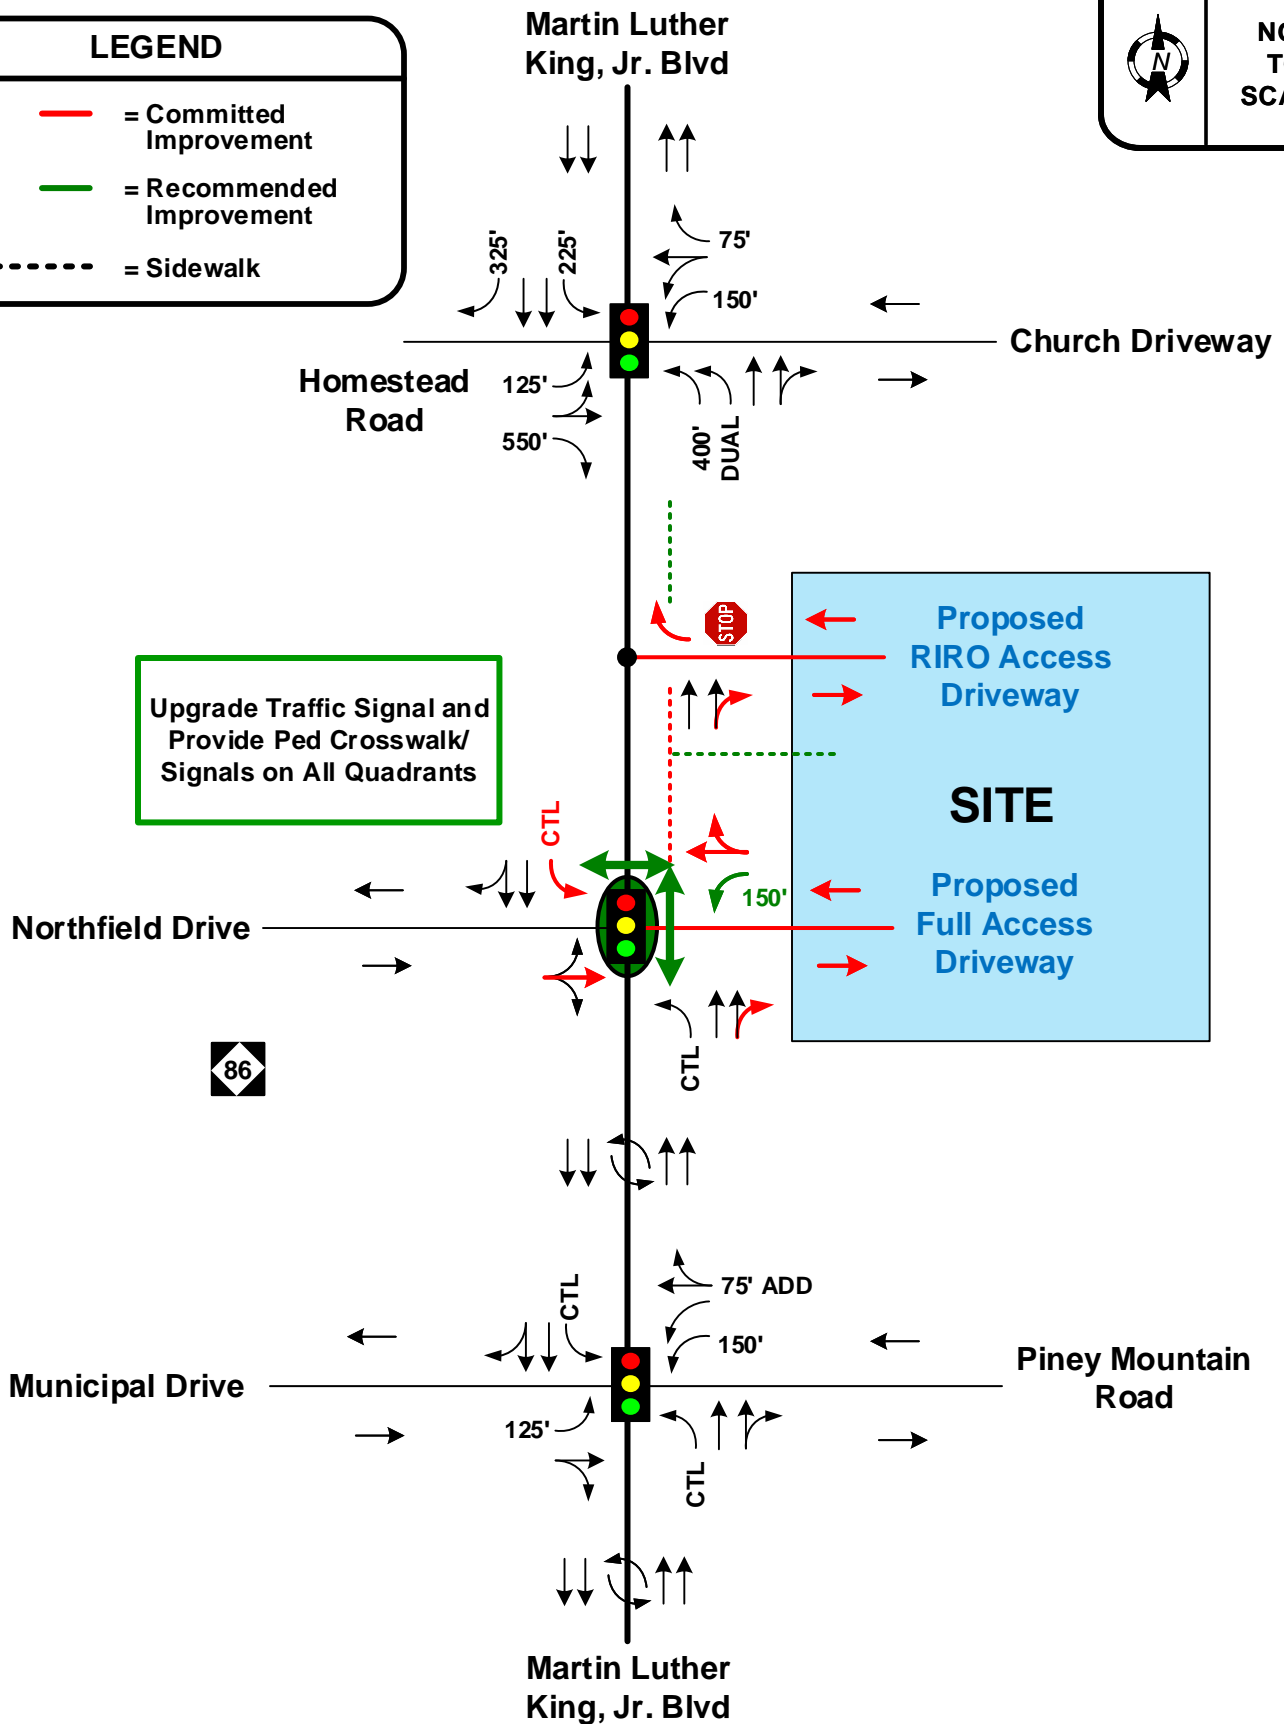 Martin Luther
King, Jr. Blvd
LEGEND
= Committed
Improvement
= Recommended
Improvement
= Sidewalk
N
325'
225'
75'
150'
Church Driveway
Homestead
Road
125'
550'
400'
DUAL
STOP
Proposed
RIRO Access
Driveway
Upgrade Traffic Signal and
Provide Ped Crosswalk/
Signals on All Quadrants
SITE
CTL
150'
Proposed
Full Access
Driveway
Northfield Drive
CTL
86
CTL
75' ADD
150'
Municipal Drive
Piney Mountain
Road
125'
CTL
Martin Luther
King, Jr. Blvd